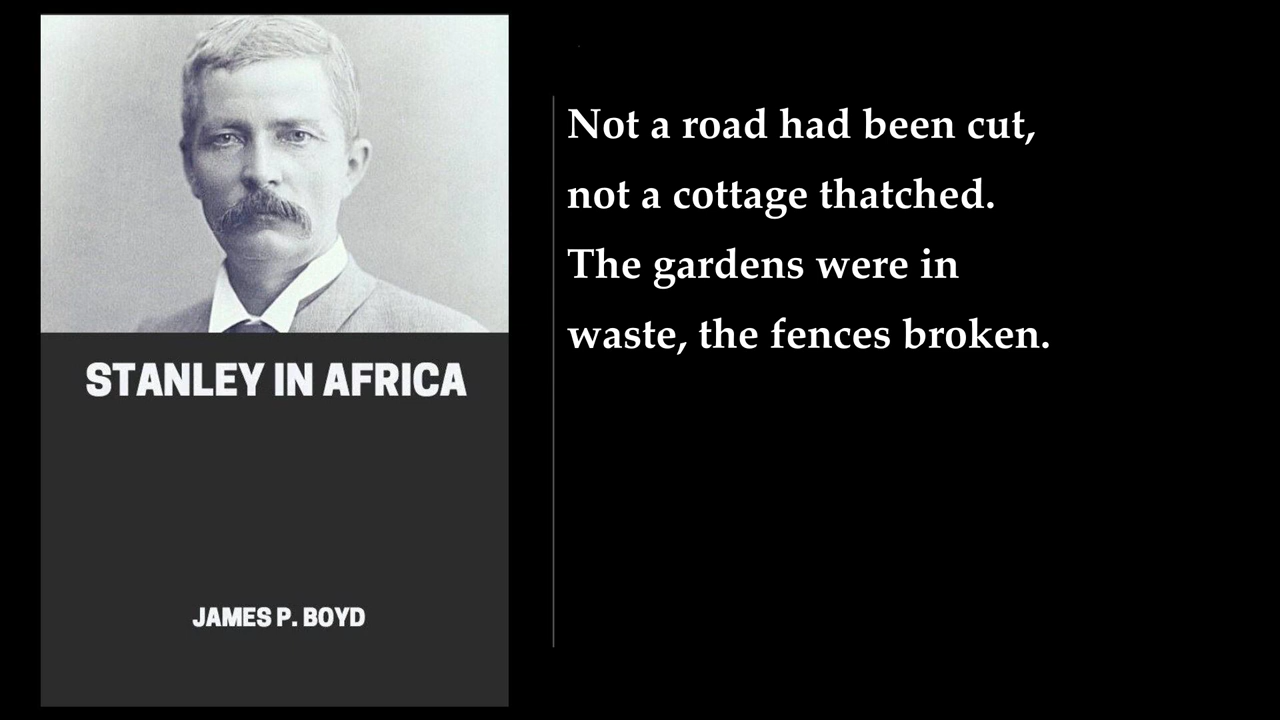 STANLEY IN AFRICA
JAMES P. BOYD
Not a road had been cut,
not a cottage thatched.
The gardens were in
waste, the fences broken.